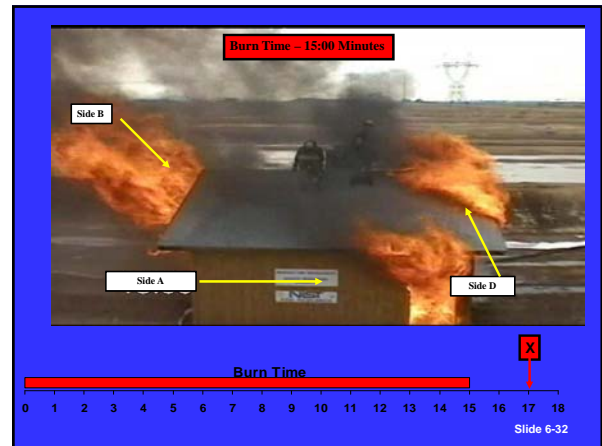 Burn Time – 15:00 Minutes
Side B
Side A
Side D
X
Burn Time
0 1 2 3 4 5 6 7 8 9 10 11 12 13 14 15 16 17 18
Slide 6-32